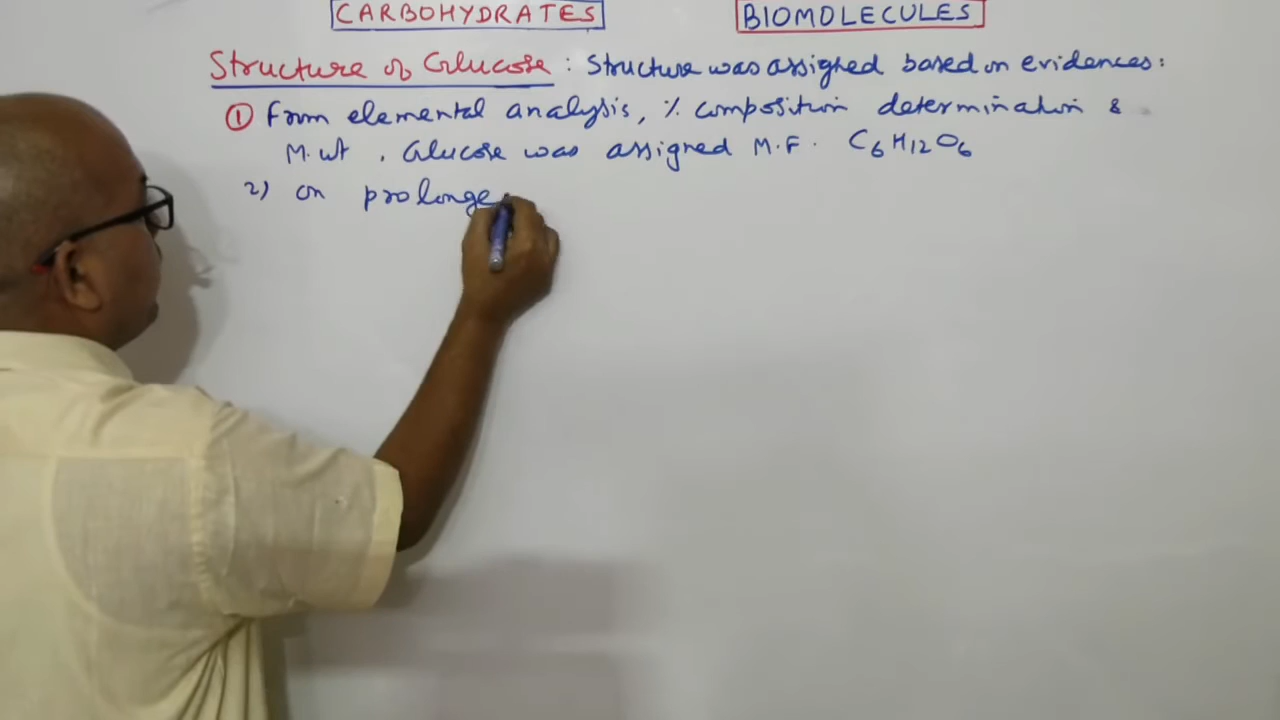 CARBOHYDRATES BIOMOLECULES
Structure of Glucose : Structure was assigned based on evidences :
① From elemental analysis, % composition determination &
M. wt . Glucose was assigned M.F. C6H12O6
2) on prolonge